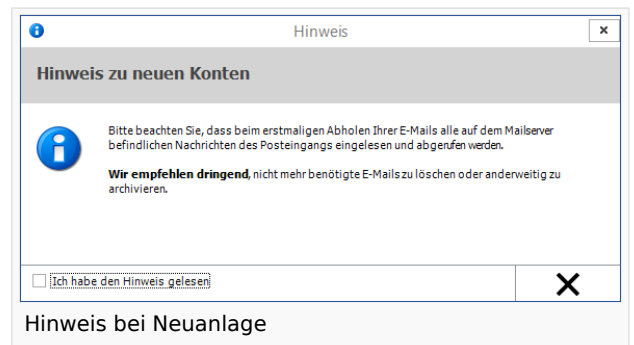 Hinweis
Hinweis zu neuen Konten
Bitte beachten Sie, dass beim erstmaligen Abholen Ihrer E-Mails alle auf dem Mailserver
befindlichen Nachrichten des Posteingangs eingelesen und abgerufen werden.
Wir empfehlen dringend, nicht mehr benötigte E-Mails zu löschen oder anderweitig zu
archivieren.
Ich habe den Hinweis gelesen
Hinweis bei Neuanlage